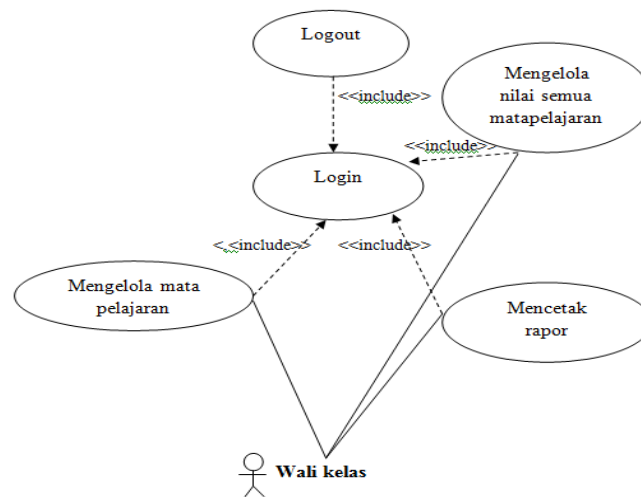 Logout
<<include>>
Mengelola
nilai semua
matapelajaran
<<include>>
Login
<<include>>
<<include>>
Mengelola mata
pelajaran
Mencetak
rapor
Wali kelas